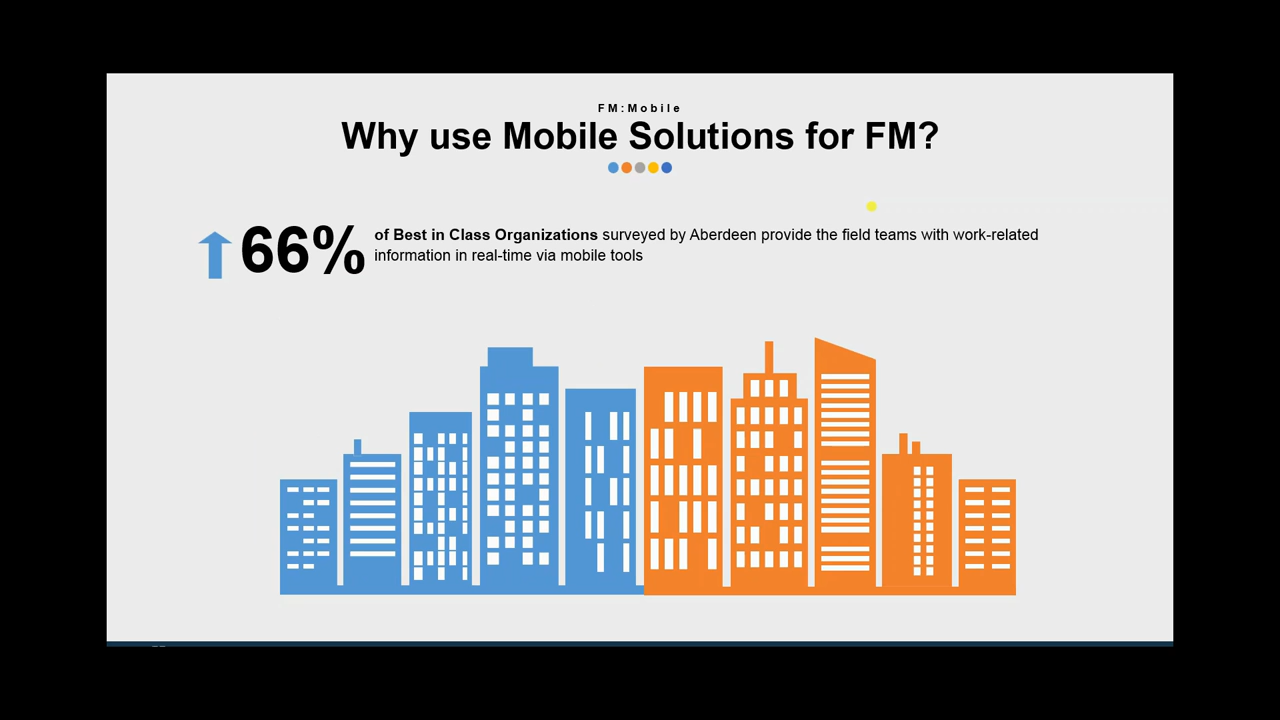 FM:Mobile
Why use Mobile Solutions for FM?
66%
of Best in Class Organizations surveyed by Aberdeen provide the field teams with work-related
information in real-time via mobile tools